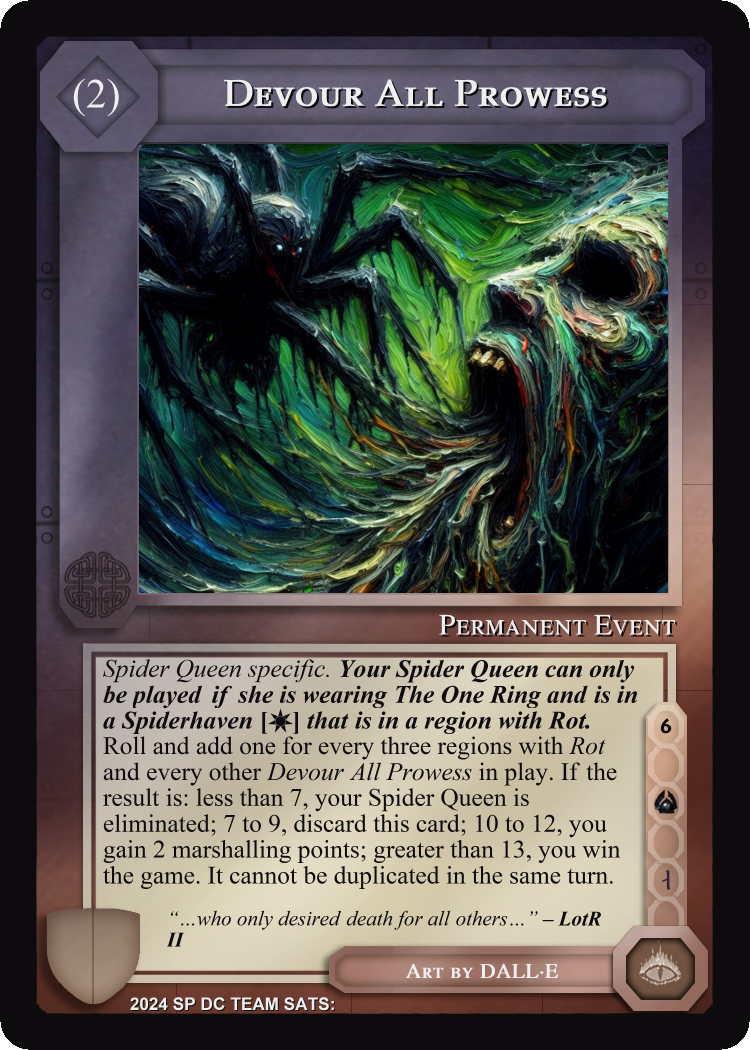 (2)
Devour All Prowess
Permanent Event
Spider Queen specific. Your Spider Queen can only
be played if she is wearing The One Ring and is in
a Spiderhaven [✷] that is in a region with Rot.
Roll and add one for every three regions with Rot
and every other Devour All Prowess in play. If the
result is: less than 7, your Spider Queen is
eliminated; 7 to 9, discard this card; 10 to 12, you
gain 2 marshalling points; greater than 13, you win
the game. It cannot be duplicated in the same turn.
6
“...who only desired death for all others...” – LotR
II
Art by DALL·E
2024 SP DC TEAM SATS: